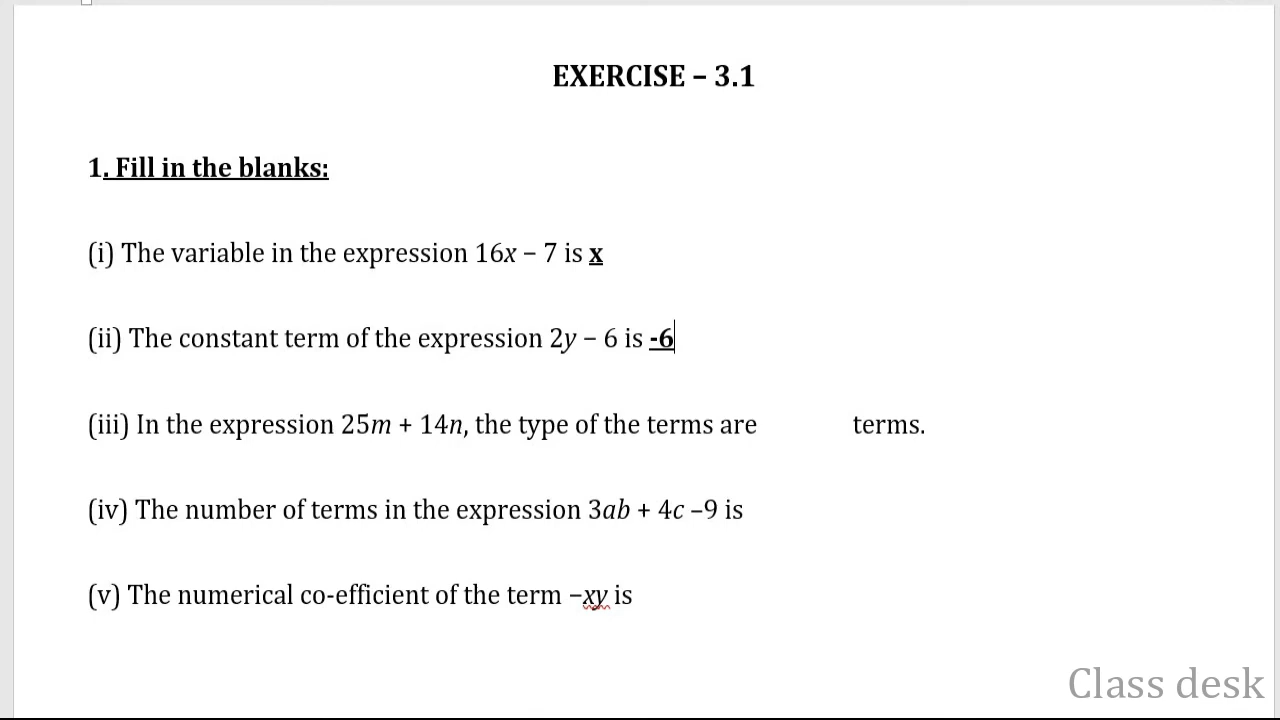 EXERCISE – 3.1
1. Fill in the blanks:
(i) The variable in the expression 16x – 7 is x
(ii) The constant term of the expression 2y – 6 is -6
(iii) In the expression 25m + 14n, the type of the terms are terms.
(iv) The number of terms in the expression 3ab + 4c –9 is
(v) The numerical co-efficient of the term –xy is
Class desk